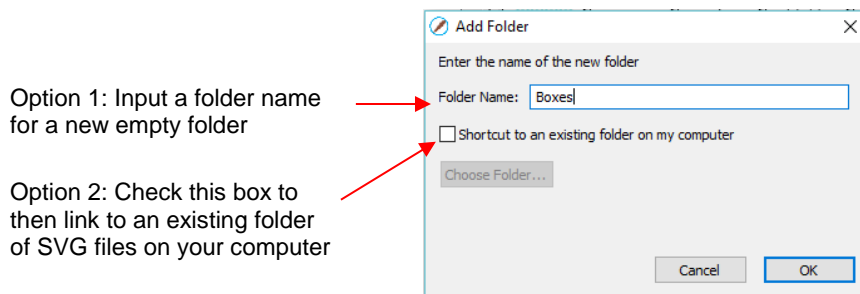 Add Folder
Enter the name of the new folder
Option 1: Input a folder name
for a new empty folder
Folder Name: Boxes
Shortcut to an existing folder on my computer
Choose Folder...
Option 2: Check this box to
then link to an existing folder
of SVG files on your computer
Cancel OK